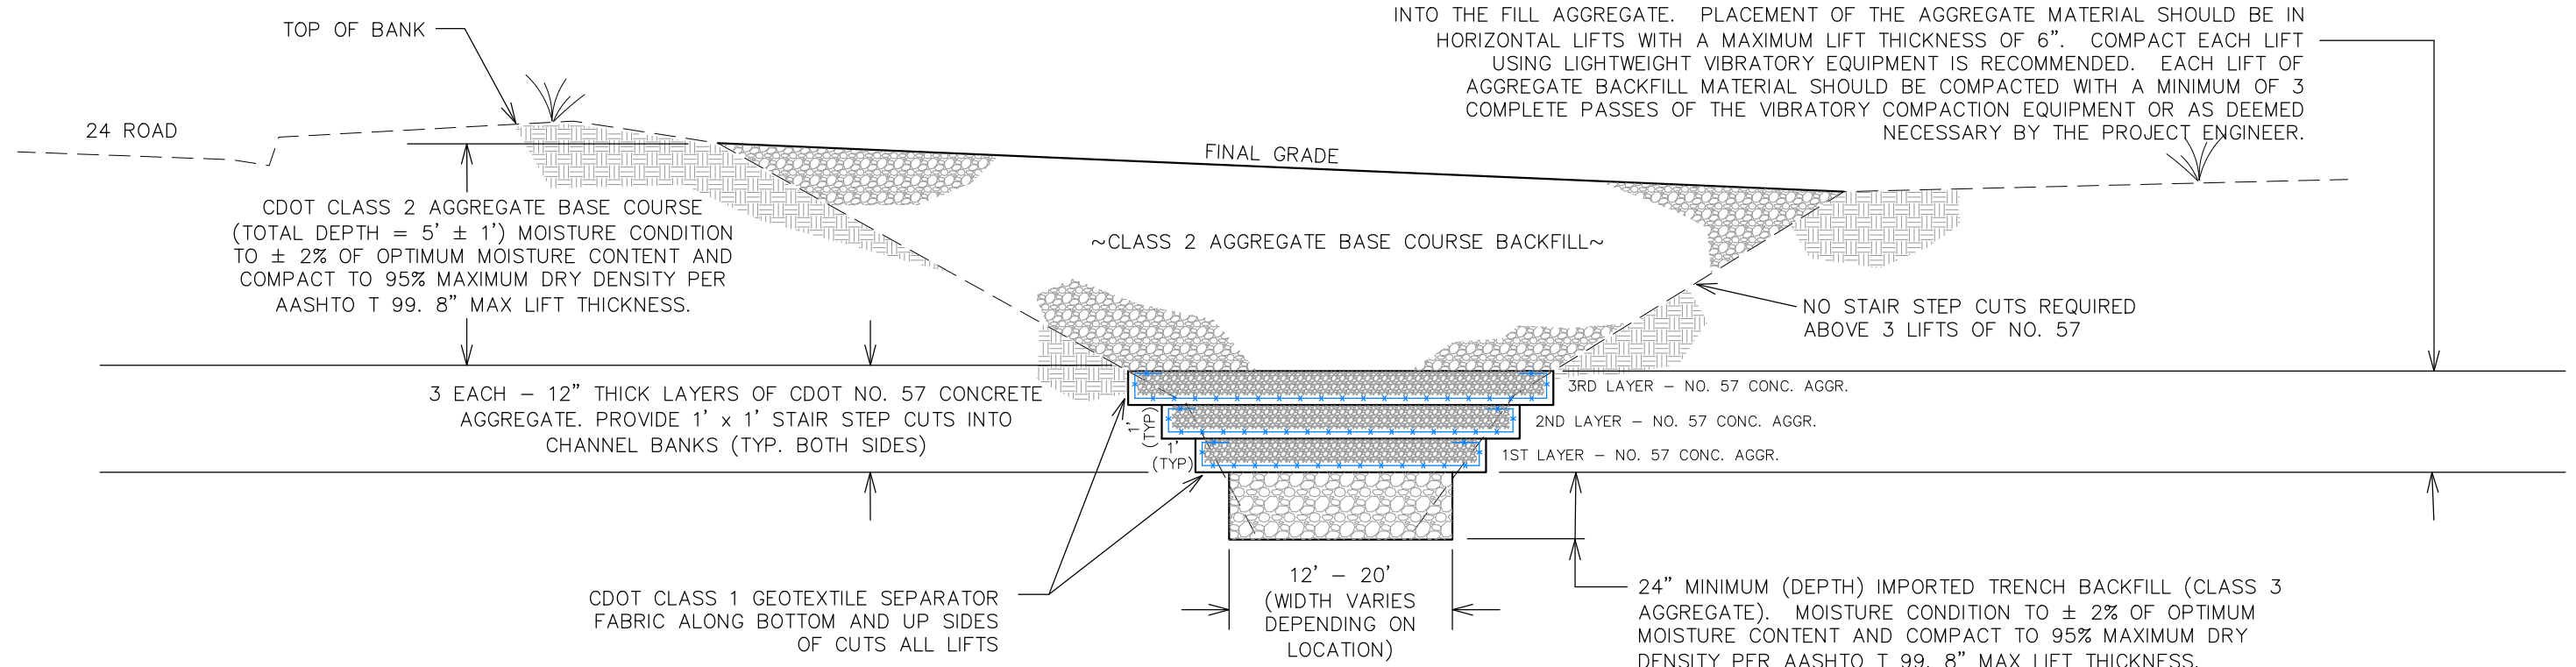 TOP OF BANK
24 ROAD
INTO THE FILL AGGREGATE. PLACEMENT OF THE AGGREGATE MATERIAL SHOULD BE IN
HORIZONTAL LIFTS WITH A MAXIMUM LIFT THICKNESS OF 6”. COMPACT EACH LIFT
USING LIGHTWEIGHT VIBRATORY EQUIPMENT IS RECOMMENDED. EACH LIFT OF
AGGREGATE BACKFILL MATERIAL SHOULD BE COMPACTED WITH A MINIMUM OF 3
COMPLETE PASSES OF THE VIBRATORY COMPACTION EQUIPMENT OR AS DEEMED
NECESSARY BY THE PROJECT ENGINEER.
FINAL GRADE
CDOT CLASS 2 AGGREGATE BASE COURSE
(TOTAL DEPTH = 5’ ± 1’) MOISTURE CONDITION
TO ± 2% OF OPTIMUM MOISTURE CONTENT AND
COMPACT TO 95% MAXIMUM DRY DENSITY PER
AASHTO T 99. 8” MAX LIFT THICKNESS.
~CLASS 2 AGGREGATE BASE COURSE BACKFILL~
NO STAIR STEP CUTS REQUIRED
ABOVE 3 LIFTS OF NO. 57
3 EACH – 12” THICK LAYERS OF CDOT NO. 57 CONCRETE
AGGREGATE. PROVIDE 1’ x 1’ STAIR STEP CUTS INTO
CHANNEL BANKS (TYP. BOTH SIDES)
1’
(TYP)
1’
(TYP)
3RD LAYER – NO. 57 CONC. AGGR.
2ND LAYER – NO. 57 CONC. AGGR.
1ST LAYER – NO. 57 CONC. AGGR.
CDOT CLASS 1 GEOTEXTILE SEPARATOR
FABRIC ALONG BOTTOM AND UP SIDES
OF CUTS ALL LIFTS
12’ – 20’
(WIDTH VARIES
DEPENDING ON
LOCATION)
24” MINIMUM (DEPTH) IMPORTED TRENCH BACKFILL (CLASS 3
AGGREGATE). MOISTURE CONDITION TO ± 2% OF OPTIMUM
MOISTURE CONTENT AND COMPACT TO 95% MAXIMUM DRY
DENSITY PER AASHTO T 99. 8” MAX LIFT THICKNESS.